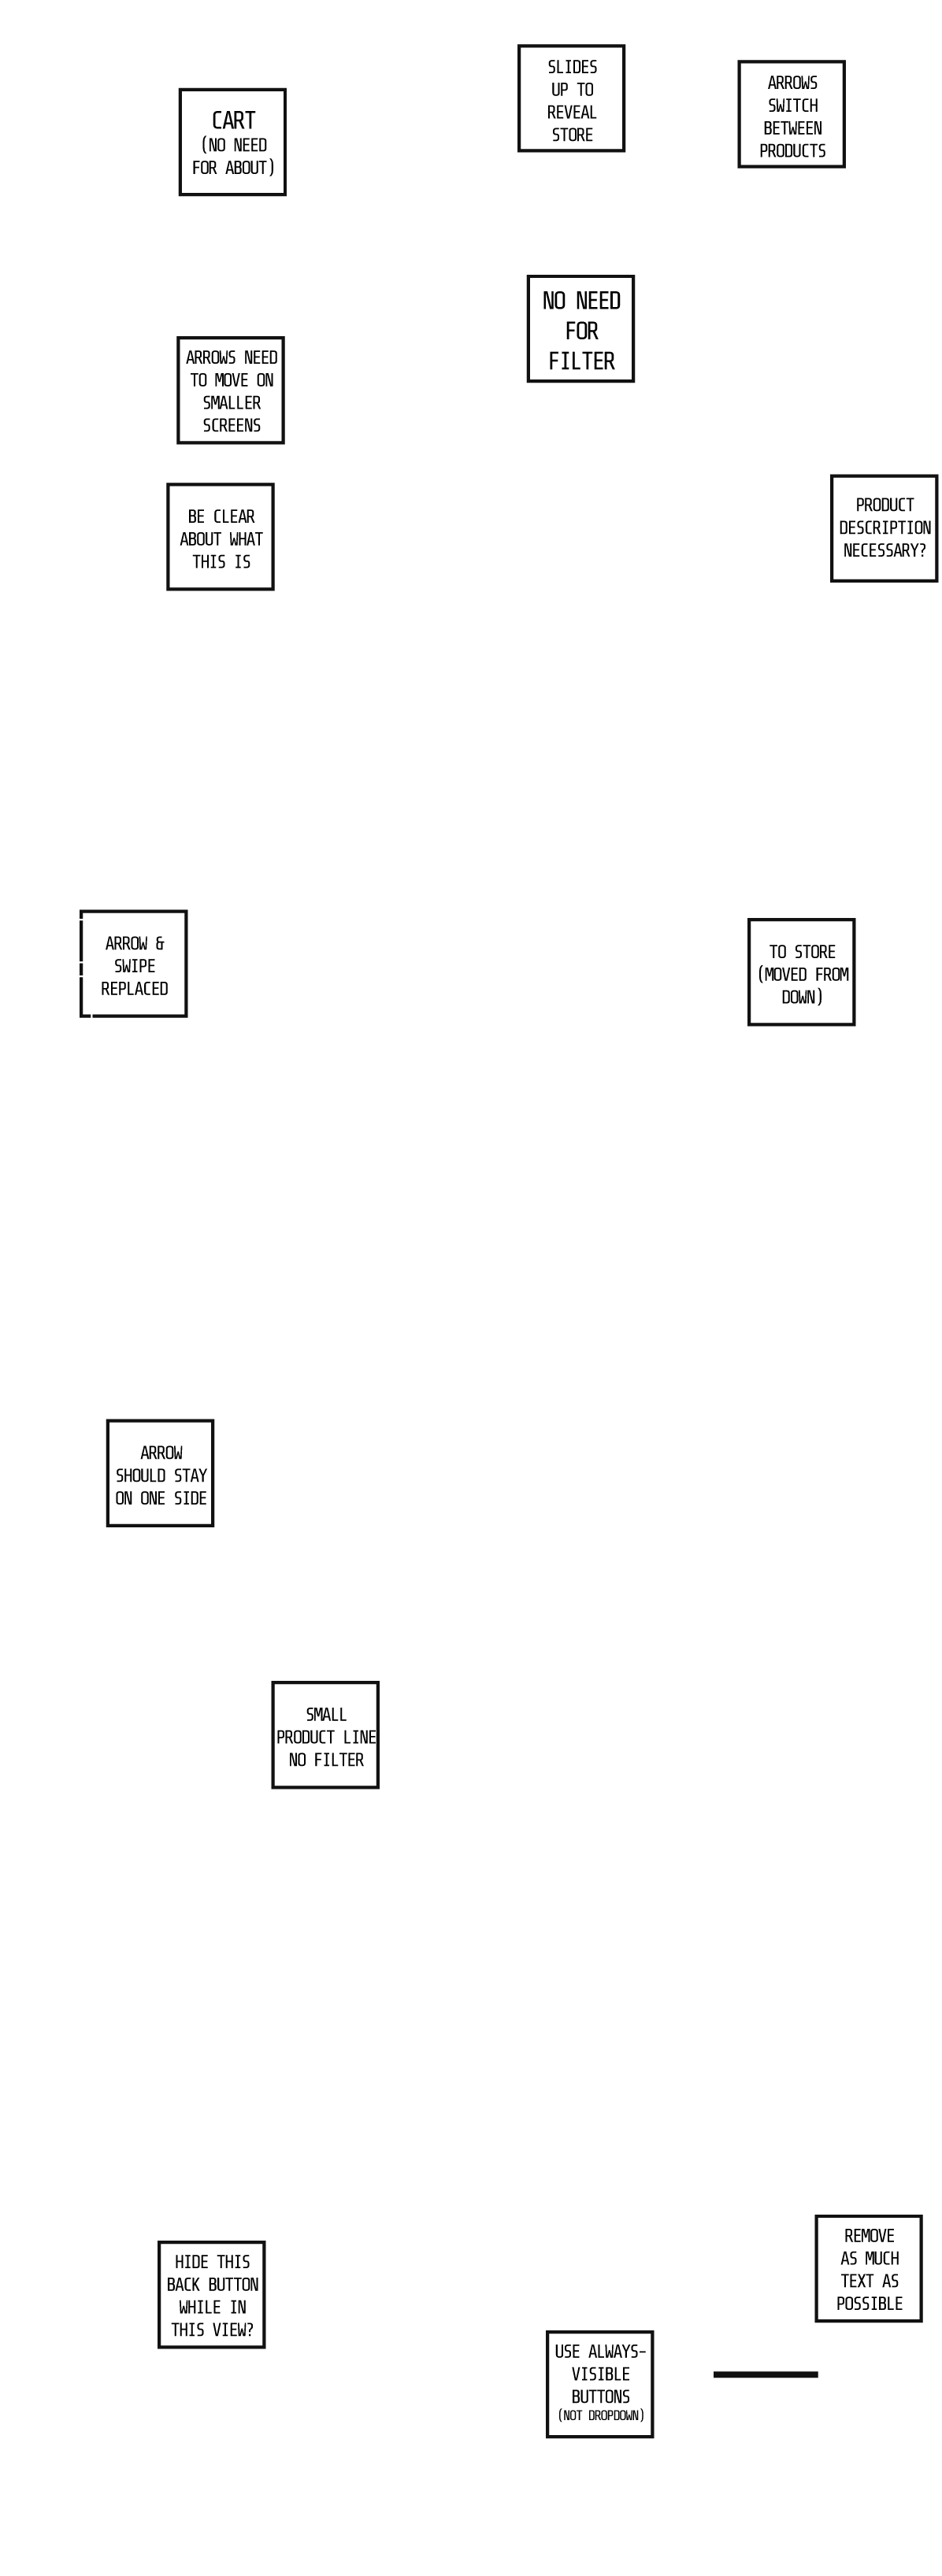 SLIDES
UP TO
REVEAL
STORE
ARROWS
SWITCH
BETWEEN
PRODUCTS
CART
(NO NEED
FOR ABOUT)
NO NEED
FOR
FILTER
ARROWS NEED
TO MOVE ON
SMALLER
SCREENS
PRODUCT
DESCRIPTION
NECESSARY?
BE CLEAR
ABOUT WHAT
THIS IS
ARROW &
SWIPE
REPLACED
TO STORE
(MOVED FROM
DOWN)
ARROW
SHOULD STAY
ON ONE SIDE
SMALL
PRODUCT LINE
NO FILTER
REMOVE
AS MUCH
TEXT AS
POSSIBLE
HIDE THIS
BACK BUTTON
WHILE IN
THIS VIEW?
USE ALWAYS-
VISIBLE
BUTTONS
(NOT DROPDOWN)